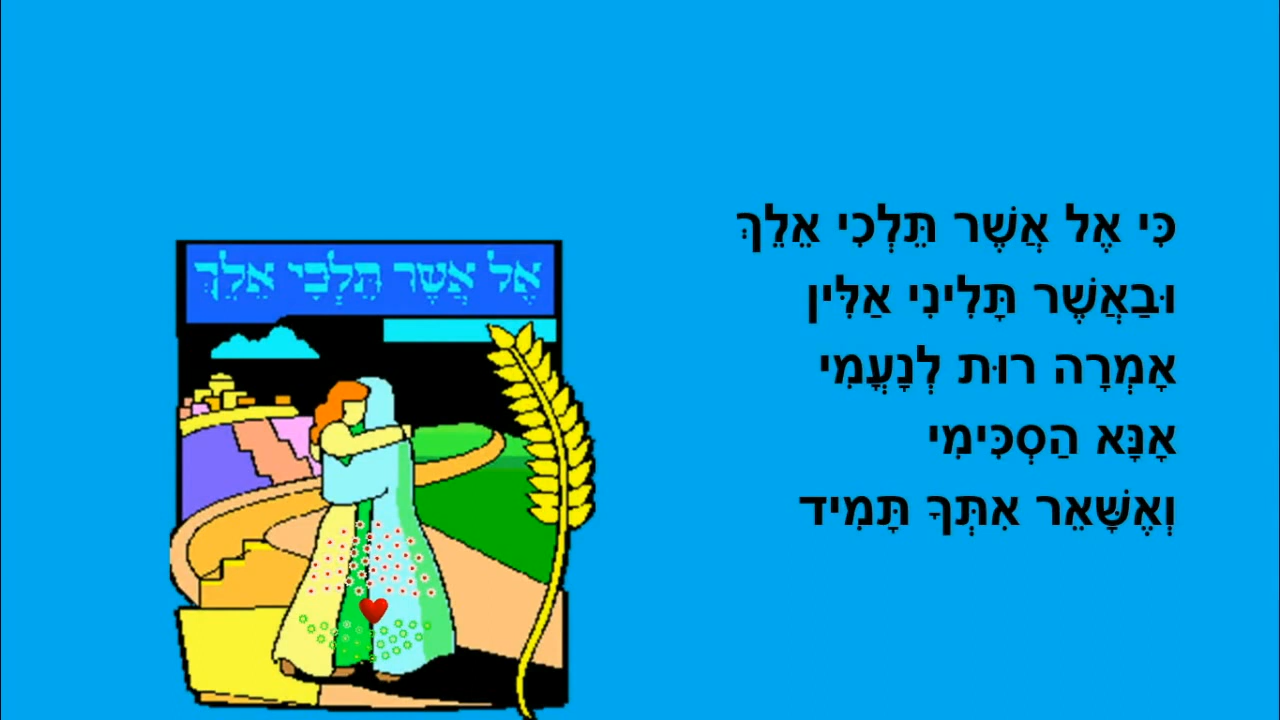 אֶל אֲשֶׁר תֵּלְכִי אֵלֵךְ
כִּי אֶל אֲשֶׁר תֵּלְכִי אֵלֵךְ
וּבַאֲשֶׁר תָּלִינִי אַלִּין
אָמְרָה רוּת לְנָעֳמִי
אָנָּא הַסְכִּימִי
וְאֶשָּׁאֵר אִתְּךָ תָּמִיד